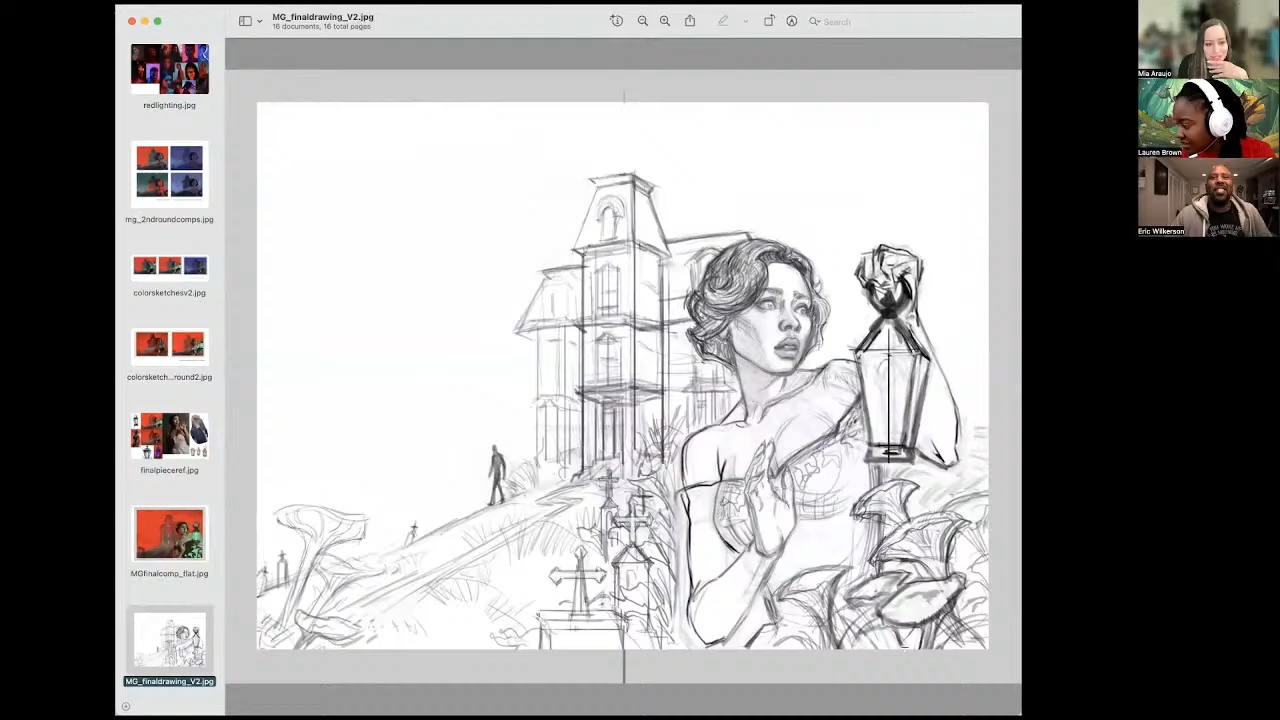 MG_finaldrawing_V2.jpg
16 documents, 16 total pages
Search
redlighting.jpg
mg_2ndroundcomps.jpg
colorsketchesv2.jpg
colorsketch...round2.jpg
finalpieceref.jpg
MGfinalcomp_flat.jpg
MG_finaldrawing_V2.jpg
Mia Araujo
Lauren Brown
Eric Wilkerson